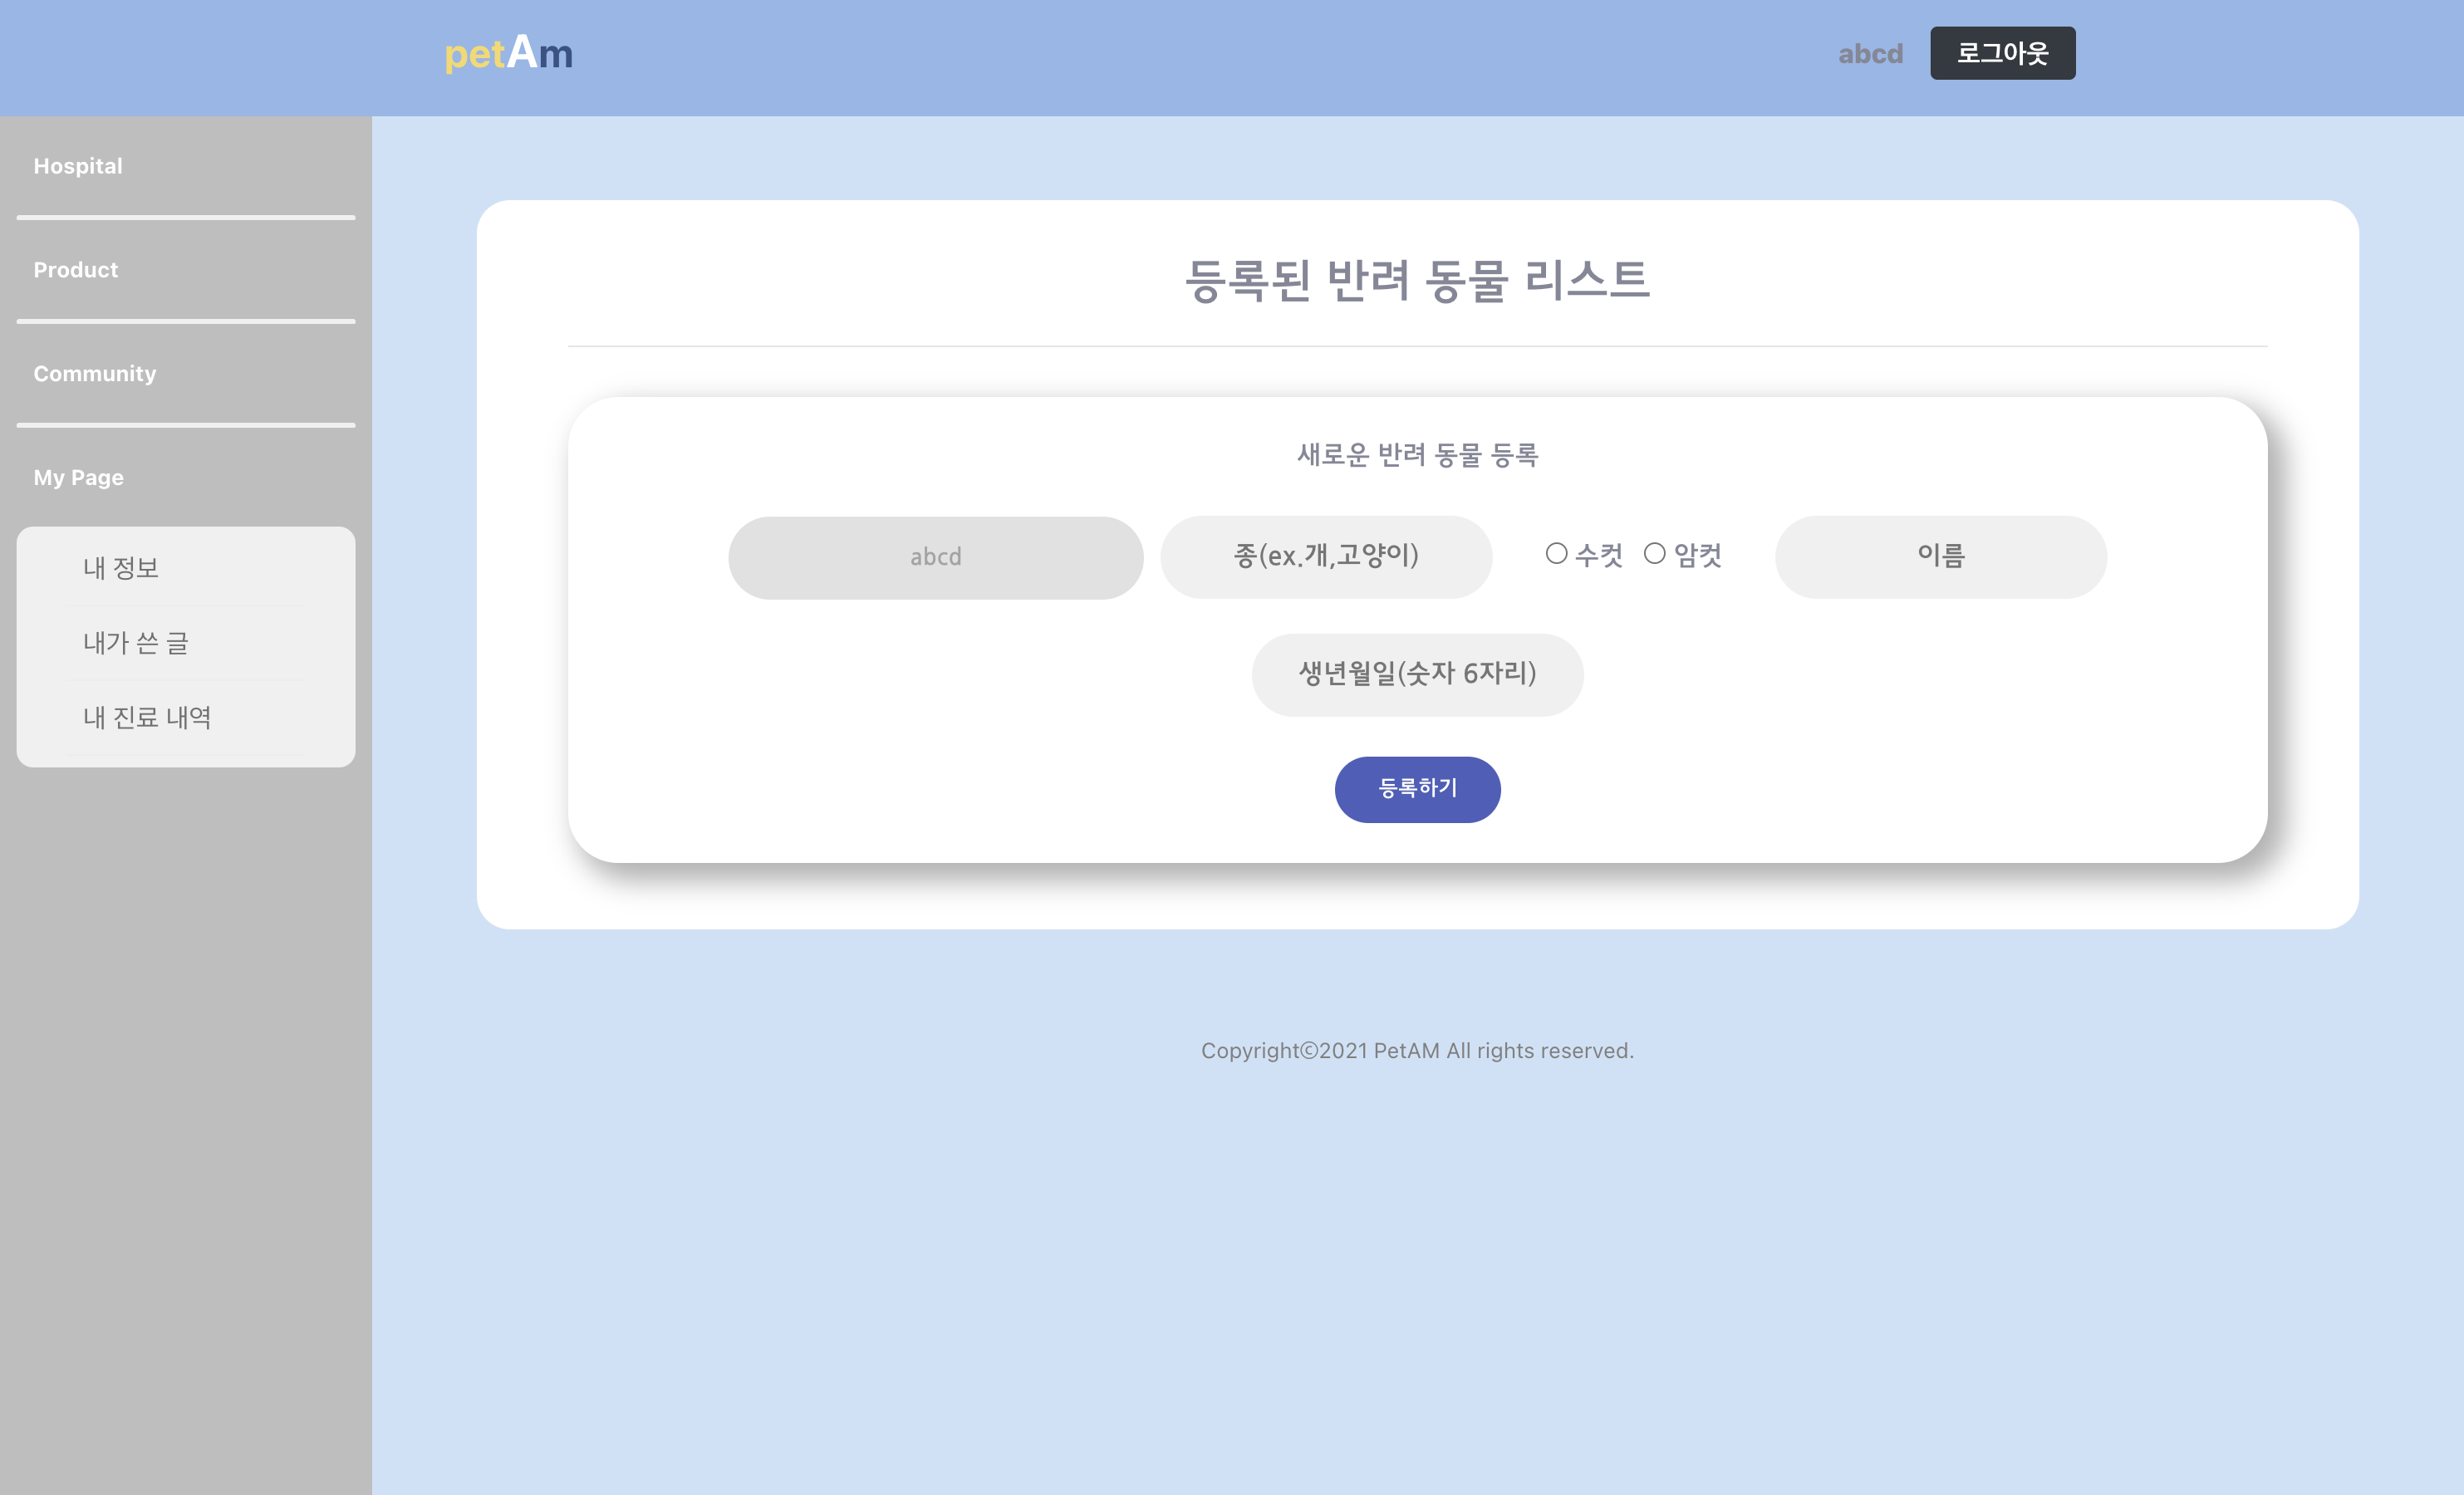 petAm
abcd 로그아웃
Hospital
Product
Community
My Page
내 정보
내가 쓴 글
내 진료 내역
등록된 반려 동물 리스트
새로운 반려 동물 등록
abcd 종(ex.개,고양이) 수컷 암컷 이름
생년월일(숫자 6자리)
등록하기
Copyright©2021 PetAM All rights reserved.